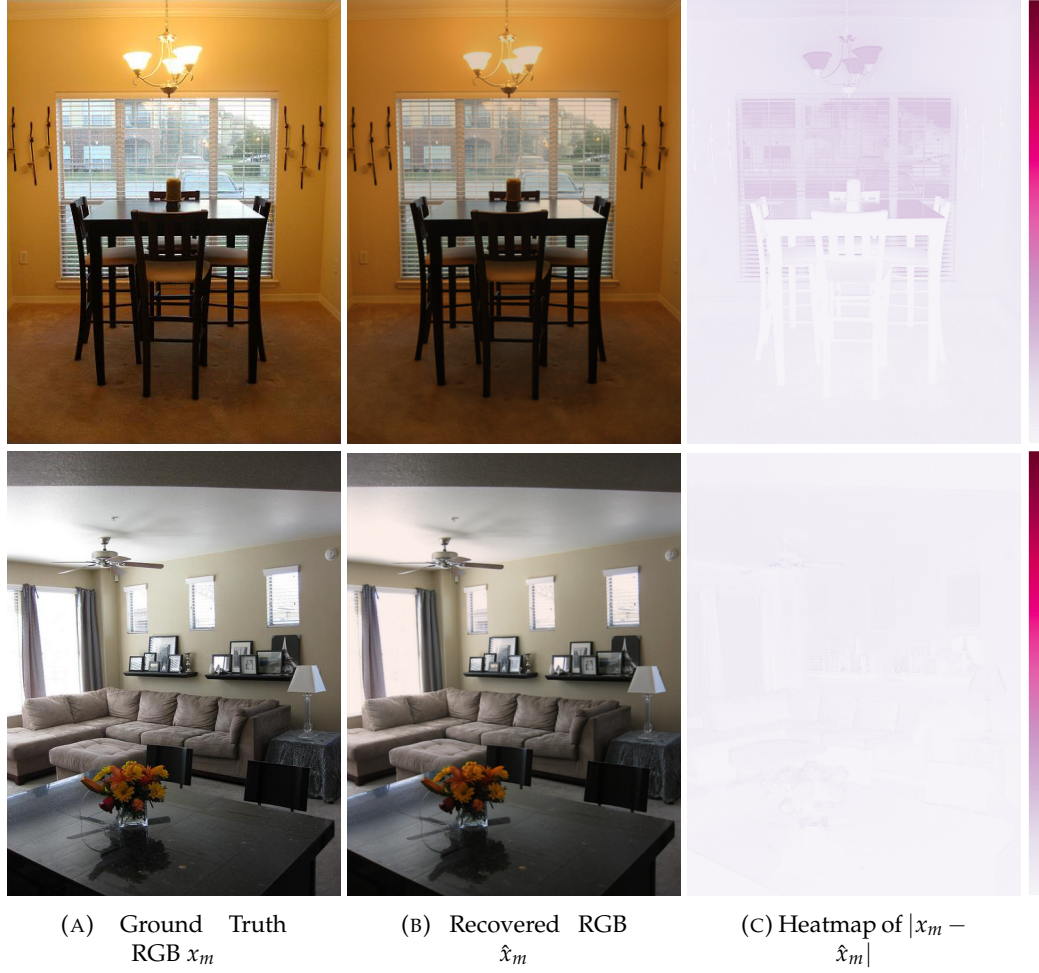 (A) Ground Truth
RGB x_m
(B) Recovered RGB
x̂_m
(C) Heatmap of |x_m −
x̂_m|